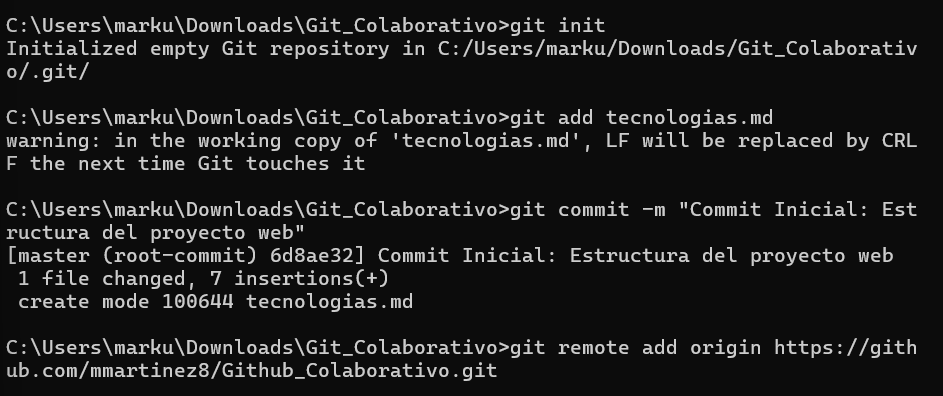 C:\Users\marku\Downloads\Git_Colaborativo>git init
Initialized empty Git repository in C:/Users/marku/Downloads/Git_Colaborativ
o/.git/
C:\Users\marku\Downloads\Git_Colaborativo>git add tecnologias.md
warning: in the working copy of 'tecnologias.md', LF will be replaced by CRL
F the next time Git touches it
C:\Users\marku\Downloads\Git_Colaborativo>git commit -m "Commit Inicial: Est
ructura del proyecto web"
[master (root-commit) 6d8ae32] Commit Inicial: Estructura del proyecto web
 1 file changed, 7 insertions(+)
 create mode 100644 tecnologias.md
C:\Users\marku\Downloads\Git_Colaborativo>git remote add origin https://gith
ub.com/mmartinez8/Github_Colaborativo.git